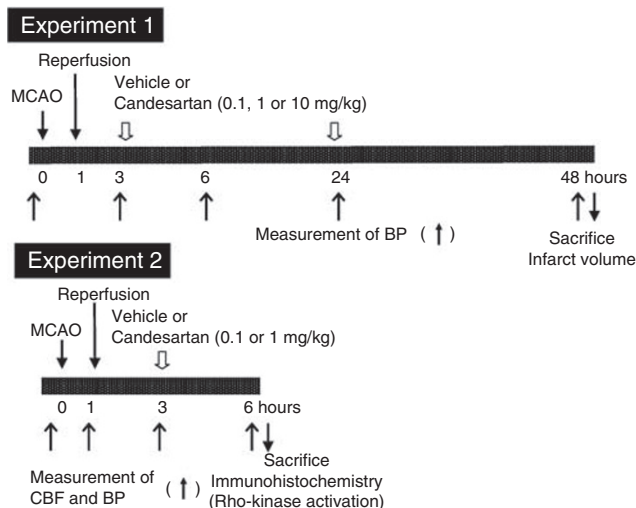 Experiment 1
Reperfusion
MCAO
Vehicle or
Candesartan (0.1, 1 or 10 mg/kg)
0 1 3 6 24 48 hours
Measurement of BP ( ↑ )
Sacrifice
Infarct volume
Experiment 2
Reperfusion
MCAO
Vehicle or
Candesartan (0.1 or 1 mg/kg)
0 1 3 6 hours
Measurement of
CBF and BP ( ↑ )
Sacrifice
Immunohistochemistry
(Rho-kinase activation)